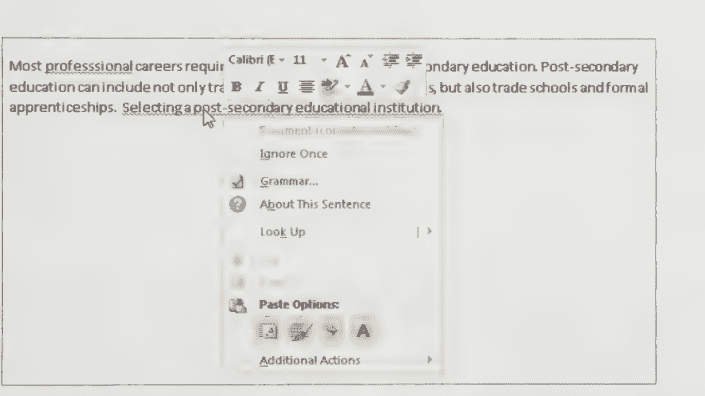 Calibri (E 11 A A
Most professsional careers requir ondary education. Post-secondary
B I U A
education can include not only tra s, but also trade schools and formal
apprenticeships. Selecting a post-secondary educational institution.
Ignore Once
Grammar...
About This Sentence
Look Up
Paste Options:
a A
Additional Actions